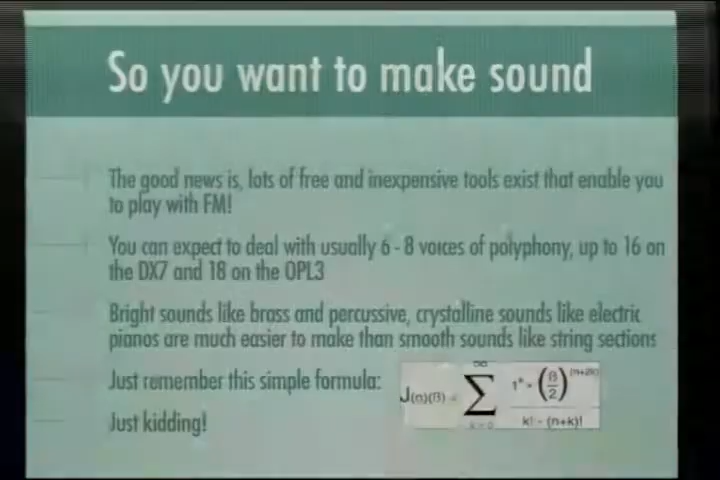 So you want to make sound
The good news is, lots of free and inexpensive tools exist that enable you
to play with FM!
You can expect to deal with usually 6 - 8 voices of polyphony, up to 16 on
the DX7 and 18 on the OPL3
Bright sounds like brass and percussive, crystalline sounds like electric
pianos are much easier to make than smooth sounds like string sections
Just remember this simple formula:
Just kidding!